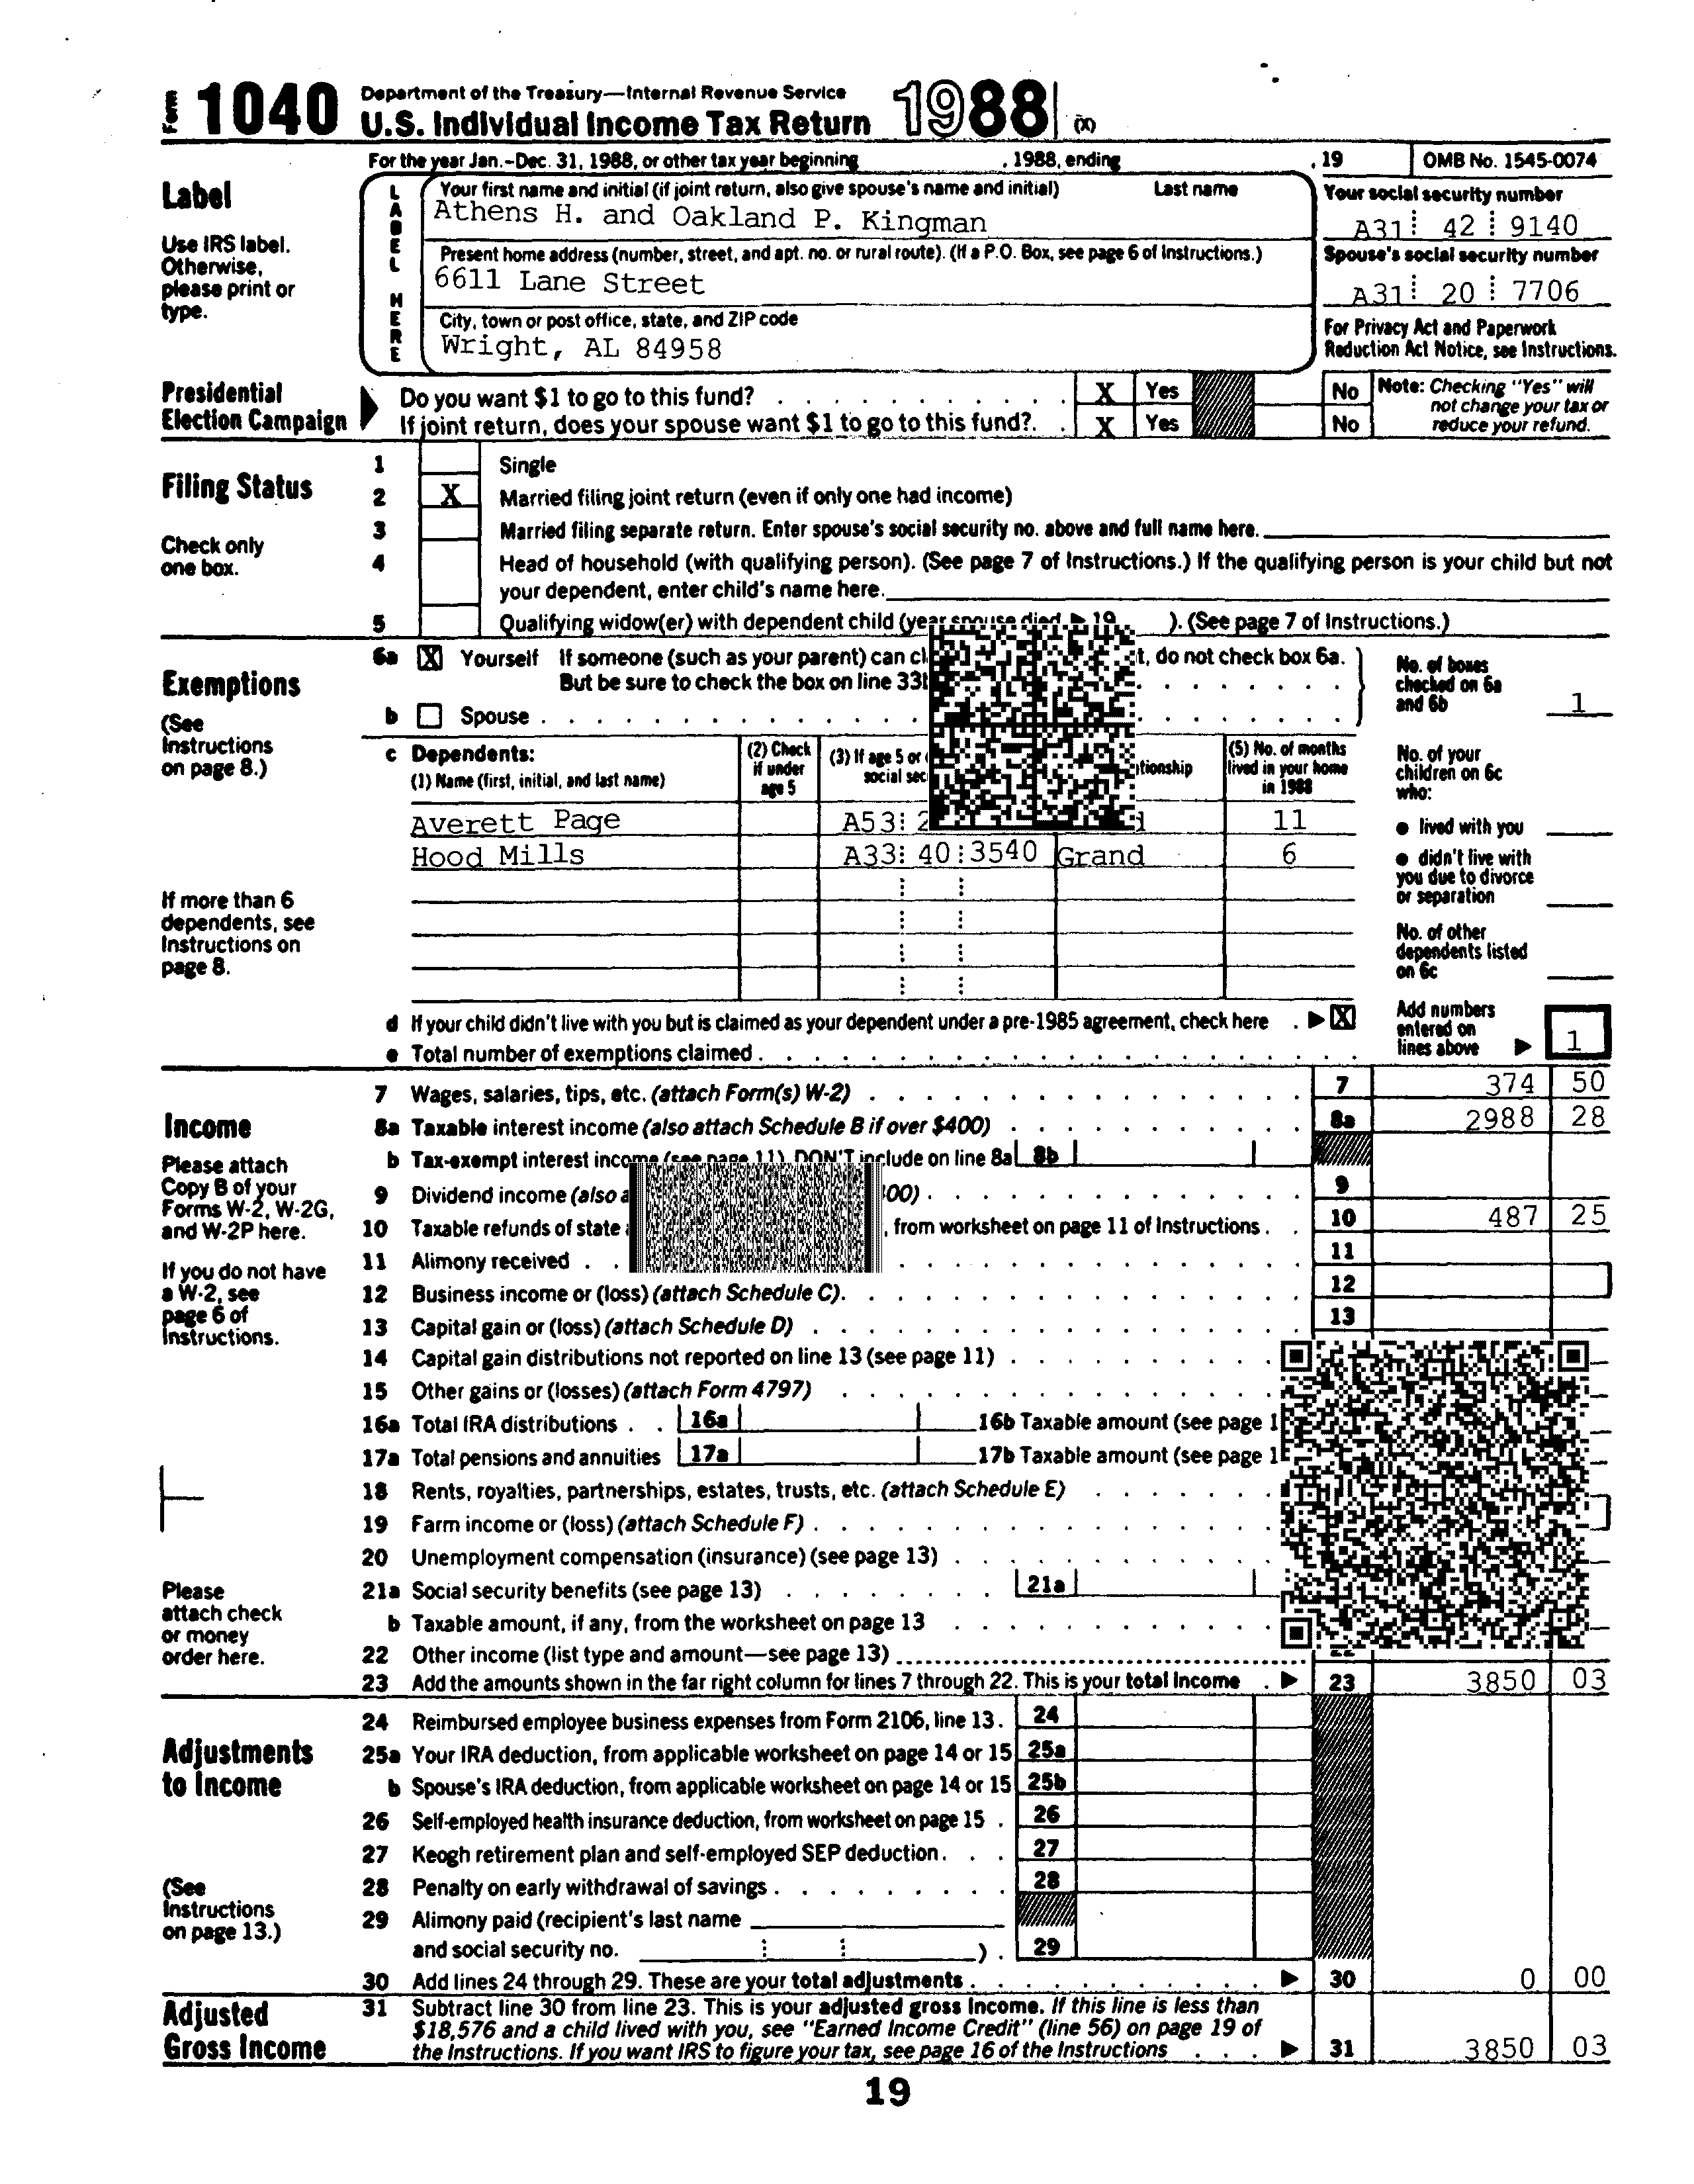 Form 1040 Department of the Treasury—Internal Revenue Service
U.S. Individual Income Tax Return 1988 (X)
For the year Jan.-Dec. 31, 1988, or other tax year beginning , 1988, ending , 19 OMB No. 1545-0074
Label
Use IRS label.
Otherwise,
please print or
type.
LABEL HERE
Your first name and initial (if joint return, also give spouse's name and initial) Last name
Athens H. and Oakland P. Kingman
Present home address (number, street, and apt. no. or rural route). (If a P.O. Box, see page 6 of Instructions.)
6611 Lane Street
City, town or post office, state, and ZIP code
Wright, AL 84958
Your social security number
A31 42 9140
Spouse's social security number
A31 20 7706
For Privacy Act and Paperwork
Reduction Act Notice, see Instructions.
Presidential
Election Campaign
Do you want $1 to go to this fund? X Yes No
If joint return, does your spouse want $1 to go to this fund?. X Yes No
Note: Checking "Yes" will
not change your tax or
reduce your refund.
Filing Status
Check only
one box.
1 Single
2 X Married filing joint return (even if only one had income)
3 Married filing separate return. Enter spouse's social security no. above and full name here.
4 Head of household (with qualifying person). (See page 7 of Instructions.) If the qualifying person is your child but not
your dependent, enter child's name here.
5 Qualifying widow(er) with dependent child (year spouse died ▶ 19 ). (See page 7 of Instructions.)
Exemptions
(See
Instructions
on page 8.)
6a X Yourself If someone (such as your parent) can t, do not check box 6a.
But be sure to check the box on line
b Spouse
No. of boxes
checked on 6a
and 6b 1
c Dependents:
(1) Name (first, initial, and last name)
(2) Check
if under
age 5
(3) If age 5 or
social
(5) No. of months
lived in your home
in 1988
Averett Page A53 11
Hood Mills A33 40 3540 Grand 6
No. of your
children on 6c
who:
● lived with you
● didn't live with
you due to divorce
or separation
No. of other
dependents listed
on 6c
If more than 6
dependents, see
Instructions on
page 8.
d If your child didn't live with you but is claimed as your dependent under a pre-1985 agreement, check here ▶ X
e Total number of exemptions claimed
Add numbers
entered on
lines above ▶ 1
Income
Please attach
Copy B of your
Forms W-2, W-2G,
and W-2P here.
If you do not have
a W-2, see
page 6 of
Instructions.
Please
attach check
or money
order here.
7 Wages, salaries, tips, etc. (attach Form(s) W-2) 7 374 50
8a Taxable interest income (also attach Schedule B if over $400) 8a 2988 28
b Tax-exempt interest income (see page 11). DON'T include on line 8a 8b
9 Dividend income (also 00) 9
10 Taxable refunds of state , from worksheet on page 11 of Instructions 10 487 25
11 Alimony received 11
12 Business income or (loss) (attach Schedule C). 12
13 Capital gain or (loss) (attach Schedule D) 13
14 Capital gain distributions not reported on line 13 (see page 11)
15 Other gains or (losses) (attach Form 4797)
16a Total IRA distributions 16a 16b Taxable amount (see page
17a Total pensions and annuities 17a 17b Taxable amount (see page
18 Rents, royalties, partnerships, estates, trusts, etc. (attach Schedule E)
19 Farm income or (loss) (attach Schedule F)
20 Unemployment compensation (insurance) (see page 13)
21a Social security benefits (see page 13) 21a
b Taxable amount, if any, from the worksheet on page 13
22 Other income (list type and amount—see page 13)
23 Add the amounts shown in the far right column for lines 7 through 22. This is your total income ▶ 23 3850 03
Adjustments
to Income
(See
Instructions
on page 13.)
24 Reimbursed employee business expenses from Form 2106, line 13. 24
25a Your IRA deduction, from applicable worksheet on page 14 or 15 25a
b Spouse's IRA deduction, from applicable worksheet on page 14 or 15 25b
26 Self-employed health insurance deduction, from worksheet on page 15 26
27 Keogh retirement plan and self-employed SEP deduction 27
28 Penalty on early withdrawal of savings 28
29 Alimony paid (recipient's last name
and social security no. ) 29
30 Add lines 24 through 29. These are your total adjustments ▶ 30 0 00
Adjusted
Gross Income
31 Subtract line 30 from line 23. This is your adjusted gross income. If this line is less than
$18,576 and a child lived with you, see "Earned Income Credit" (line 56) on page 19 of
the Instructions. If you want IRS to figure your tax, see page 16 of the Instructions ▶ 31 3850 03
19